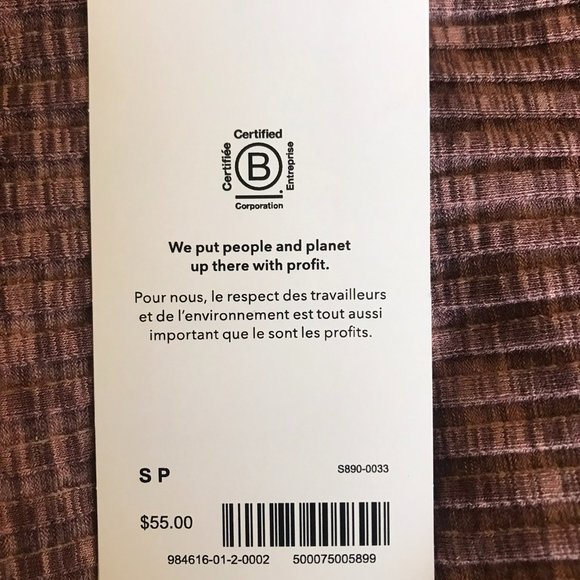 Certified
Certifiée
B
Entreprise
Corporation
We put people and planet
up there with profit.
Pour nous, le respect des travailleurs
et de l'environnement est tout aussi
important que le sont les profits.
S P
S890-0033
$55.00
984616-01-2-0002 500075005899